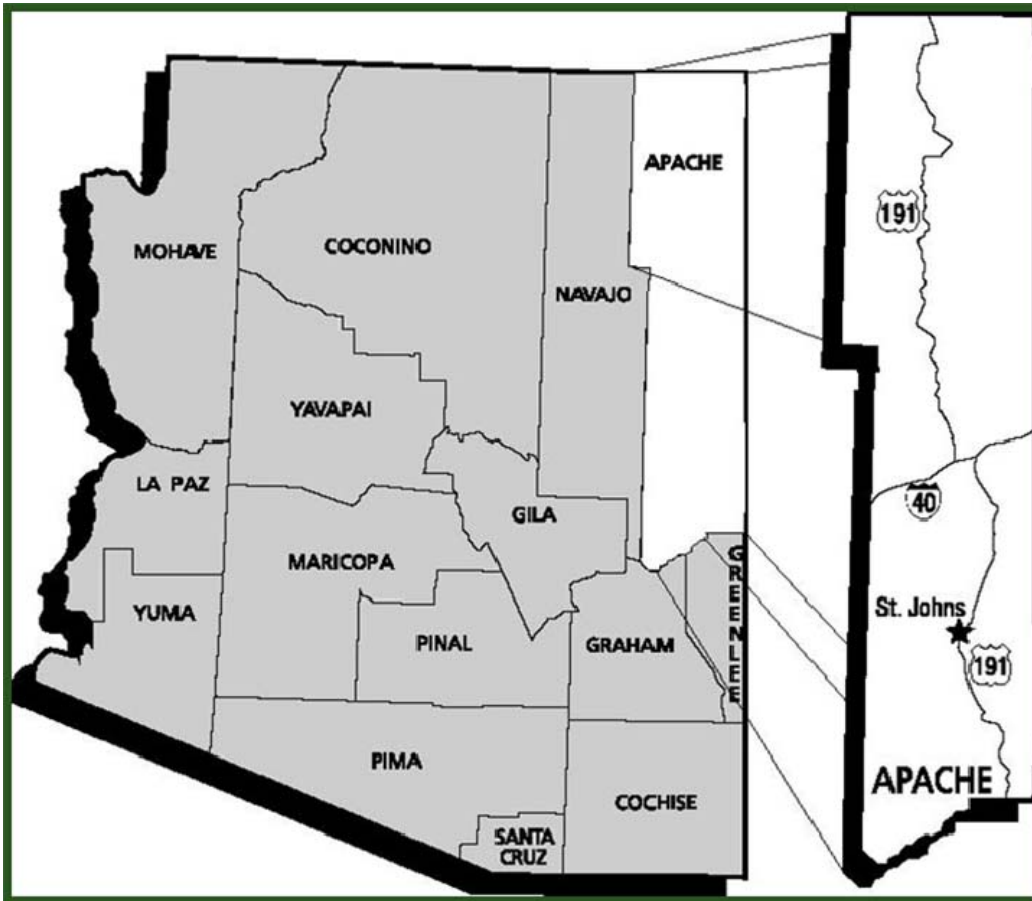 APACHE
MOHAVE
COCONINO
NAVAJO
YAVAPAI
LA PAZ
GILA
MARICOPA
YUMA
PINAL
GRAHAM
GREENLEE
PIMA
COCHISE
SANTA
CRUZ
191
40
St. Johns
191
APACHE